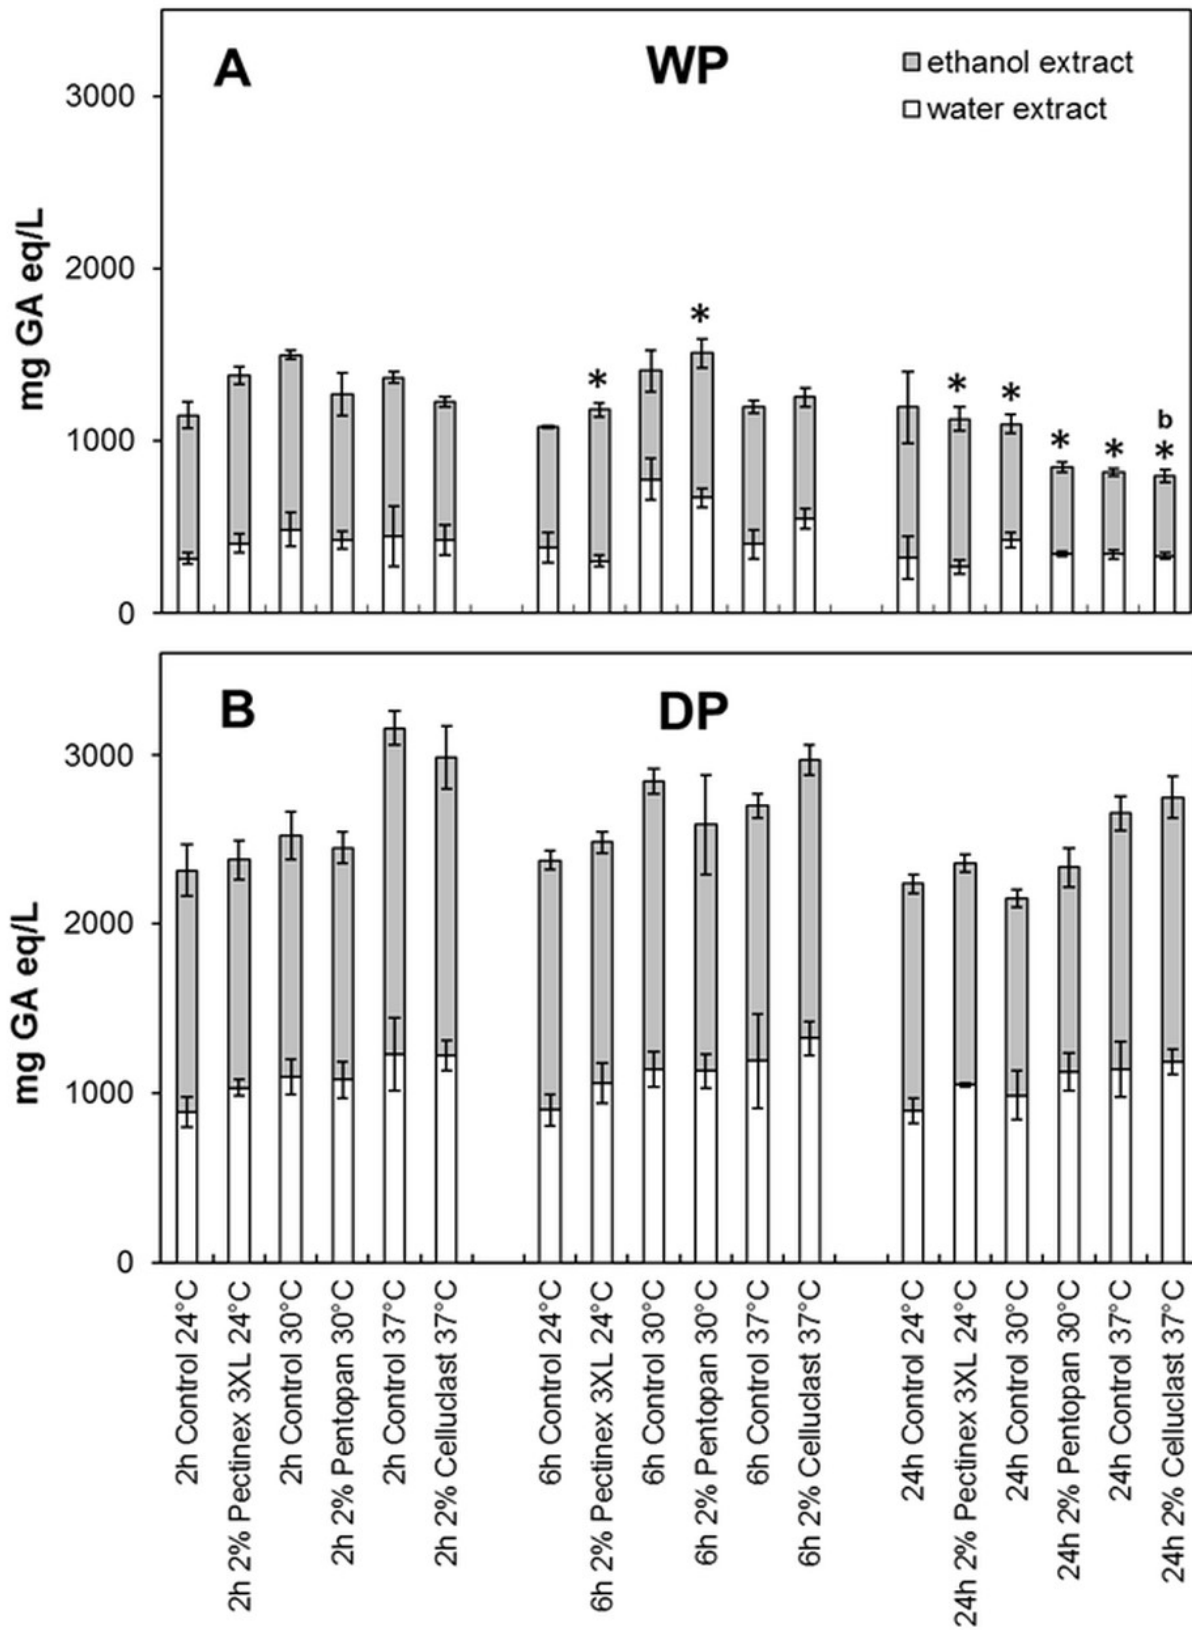 A
WP
ethanol extract
water extract
mg GA eq/L
3000
2000
1000
0
*
*
*
*
*
*
b
*
B
DP
mg GA eq/L
3000
2000
1000
0
2h Control 24°C
2h 2% Pectinex 3XL 24°C
2h Control 30°C
2h 2% Pentopan 30°C
2h Control 37°C
2h 2% Celluclast 37°C
6h Control 24°C
6h 2% Pectinex 3XL 24°C
6h Control 30°C
6h 2% Pentopan 30°C
6h Control 37°C
6h 2% Celluclast 37°C
24h Control 24°C
24h 2% Pectinex 3XL 24°C
24h Control 30°C
24h 2% Pentopan 30°C
24h Control 37°C
24h 2% Celluclast 37°C